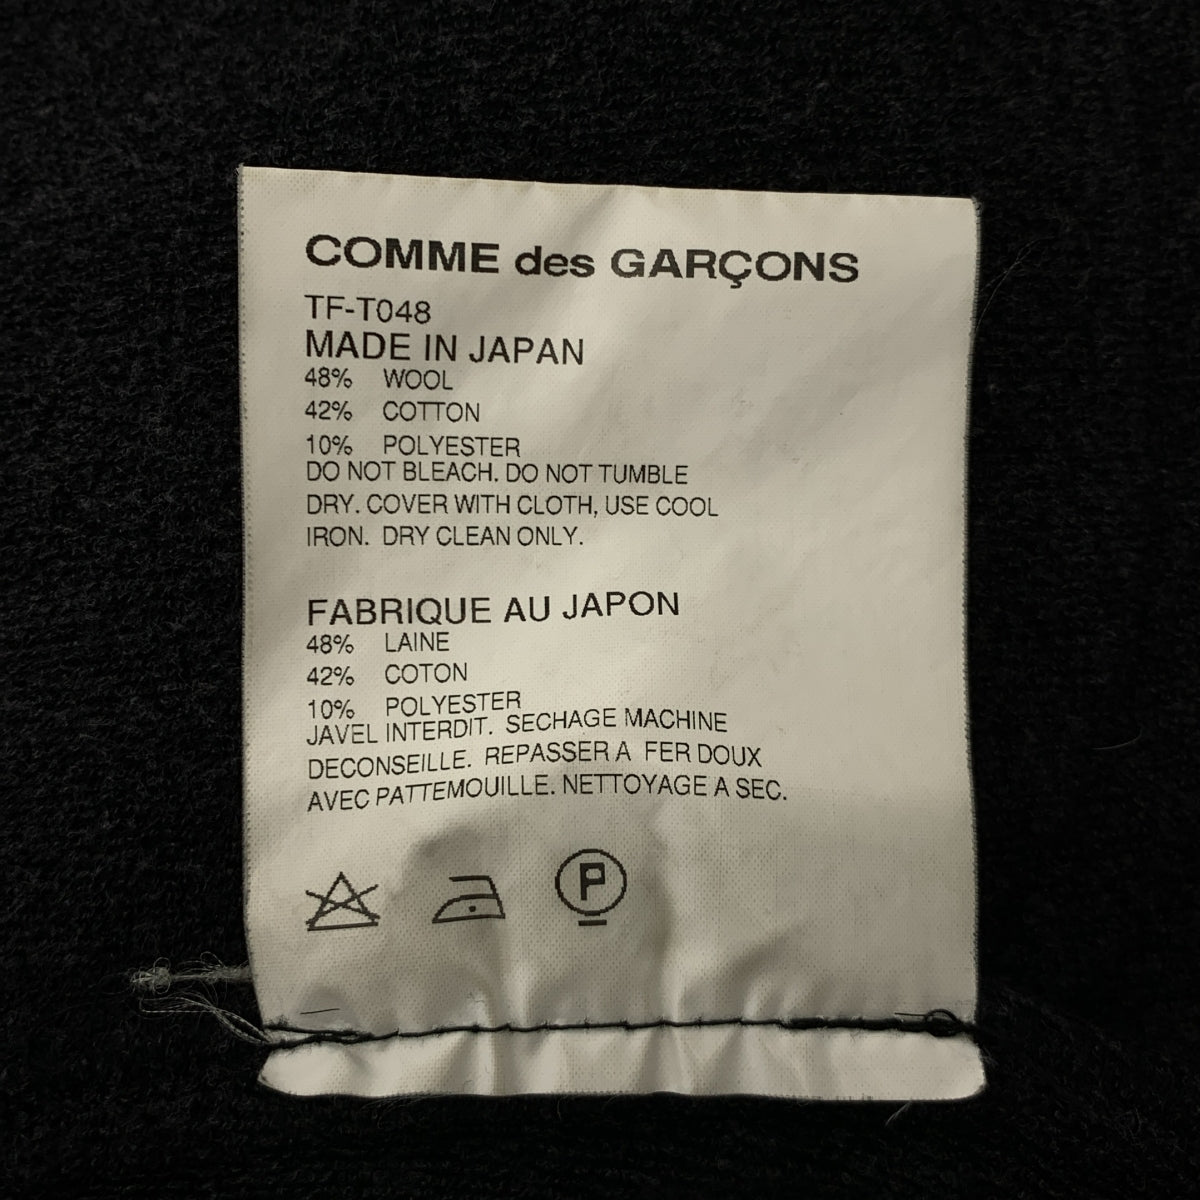 COMME des GARÇONS
TF-T048
MADE IN JAPAN
48% WOOL
42% COTTON
10% POLYESTER
DO NOT BLEACH. DO NOT TUMBLE
DRY. COVER WITH CLOTH, USE COOL
IRON. DRY CLEAN ONLY.
FABRIQUE AU JAPON
48% LAINE
42% COTON
10% POLYESTER
JAVEL INTERDIT. SECHAGE MACHINE
DECONSEILLE. REPASSER A FER DOUX
AVEC PATTEMOUILLE. NETTOYAGE A SEC.
P